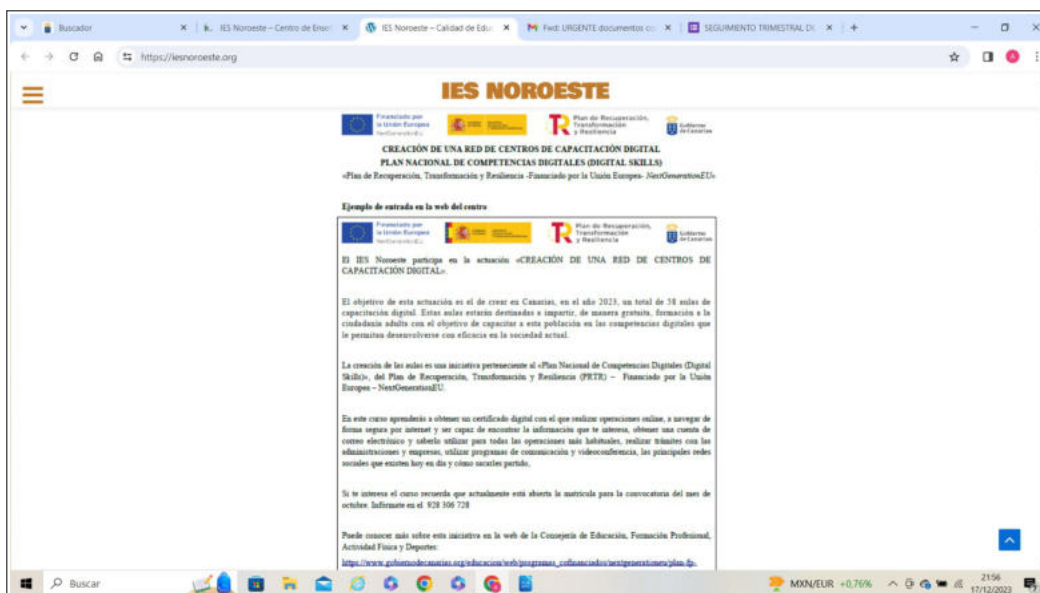 Buscador
IES Noroeste – Centro de Ense
IES Noroeste – Calidad de Edu
Fwd: URGENTE documentos co
SEGUIMIENTO TRIMESTRAL DE
https://iesnoroeste.org
IES NOROESTE
Financiado por
la Unión Europea
NextGenerationEU
Plan de Recuperación,
Transformación
y Resiliencia
Gobierno
de Canarias
CREACIÓN DE UNA RED DE CENTROS DE CAPACITACIÓN DIGITAL
PLAN NACIONAL DE COMPETENCIAS DIGITALES (DIGITAL SKILLS)
«Plan de Recuperación, Transformación y Resiliencia -Financiado por la Unión Europea- NextGenerationEU»
Ejemplo de entrada en la web del centro
Financiado por
la Unión Europea
NextGenerationEU
Plan de Recuperación,
Transformación
y Resiliencia
Gobierno
de Canarias
El IES Noroeste participa en la actuación «CREACIÓN DE UNA RED DE CENTROS DE
CAPACITACIÓN DIGITAL».
El objetivo de esta actuación es el de crear en Canarias, en el año 2023, un total de 58 aulas de
capacitación digital. Estas aulas estarán destinadas a impartir, de manera gratuita, formación a la
ciudadanía adulta con el objetivo de capacitar a esta población en las competencias digitales que
le permitan desenvolverse con eficacia en la sociedad actual.
La creación de las aulas es una iniciativa perteneciente al «Plan Nacional de Competencias Digitales (Digital
Skills)», del Plan de Recuperación, Transformación y Resiliencia (PRTR) – Financiado por la Unión
Europea – NextGenerationEU.
En este curso aprenderás a obtener un certificado digital con el que realizar operaciones online, a navegar de
forma segura por internet y ser capaz de encontrar la información que te interesa, obtener una cuenta de
correo electrónico y saberlo utilizar para todas las operaciones más habituales, realizar trámites con las
administraciones y empresas, utilizar programas de comunicación y videoconferencia, las principales redes
sociales que existen hoy en día y cómo sacarles partido,
Si te interesa el curso recuerda que actualmente está abierta la matrícula para la convocatoria del mes de
octubre. Infórmate en el 928 306 728
Puede conocer más sobre esta iniciativa en la web de la Consejería de Educación, Formación Profesional,
Actividad Física y Deportes:
https://www.gobiernodecanarias.org/educacion/web/programas_cofinanciados/nextgenerationeu/plan-fp-
Buscar
MXN/EUR +0,76%
21:56
17/12/2023